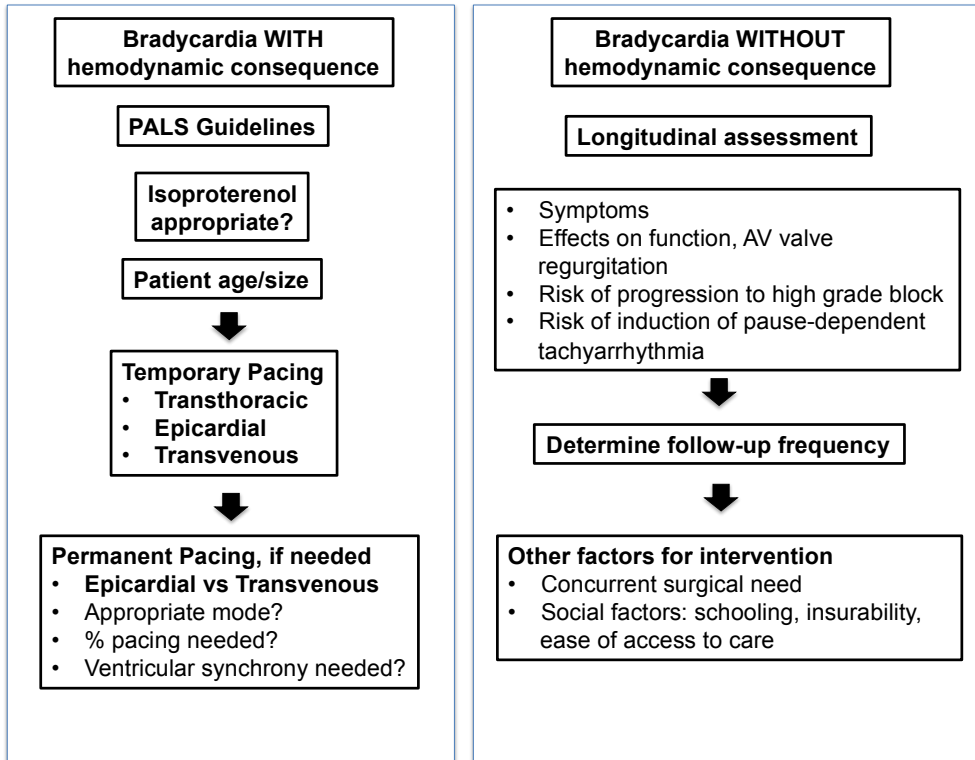 Bradycardia WITH
hemodynamic consequence
PALS Guidelines
Isoproterenol
appropriate?
Patient age/size
Temporary Pacing
• Transthoracic
• Epicardial
• Transvenous
Permanent Pacing, if needed
• Epicardial vs Transvenous
• Appropriate mode?
• % pacing needed?
• Ventricular synchrony needed?
Bradycardia WITHOUT
hemodynamic consequence
Longitudinal assessment
• Symptoms
• Effects on function, AV valve
regurgitation
• Risk of progression to high grade block
• Risk of induction of pause-dependent
tachyarrhythmia
Determine follow-up frequency
Other factors for intervention
• Concurrent surgical need
• Social factors: schooling, insurability,
ease of access to care